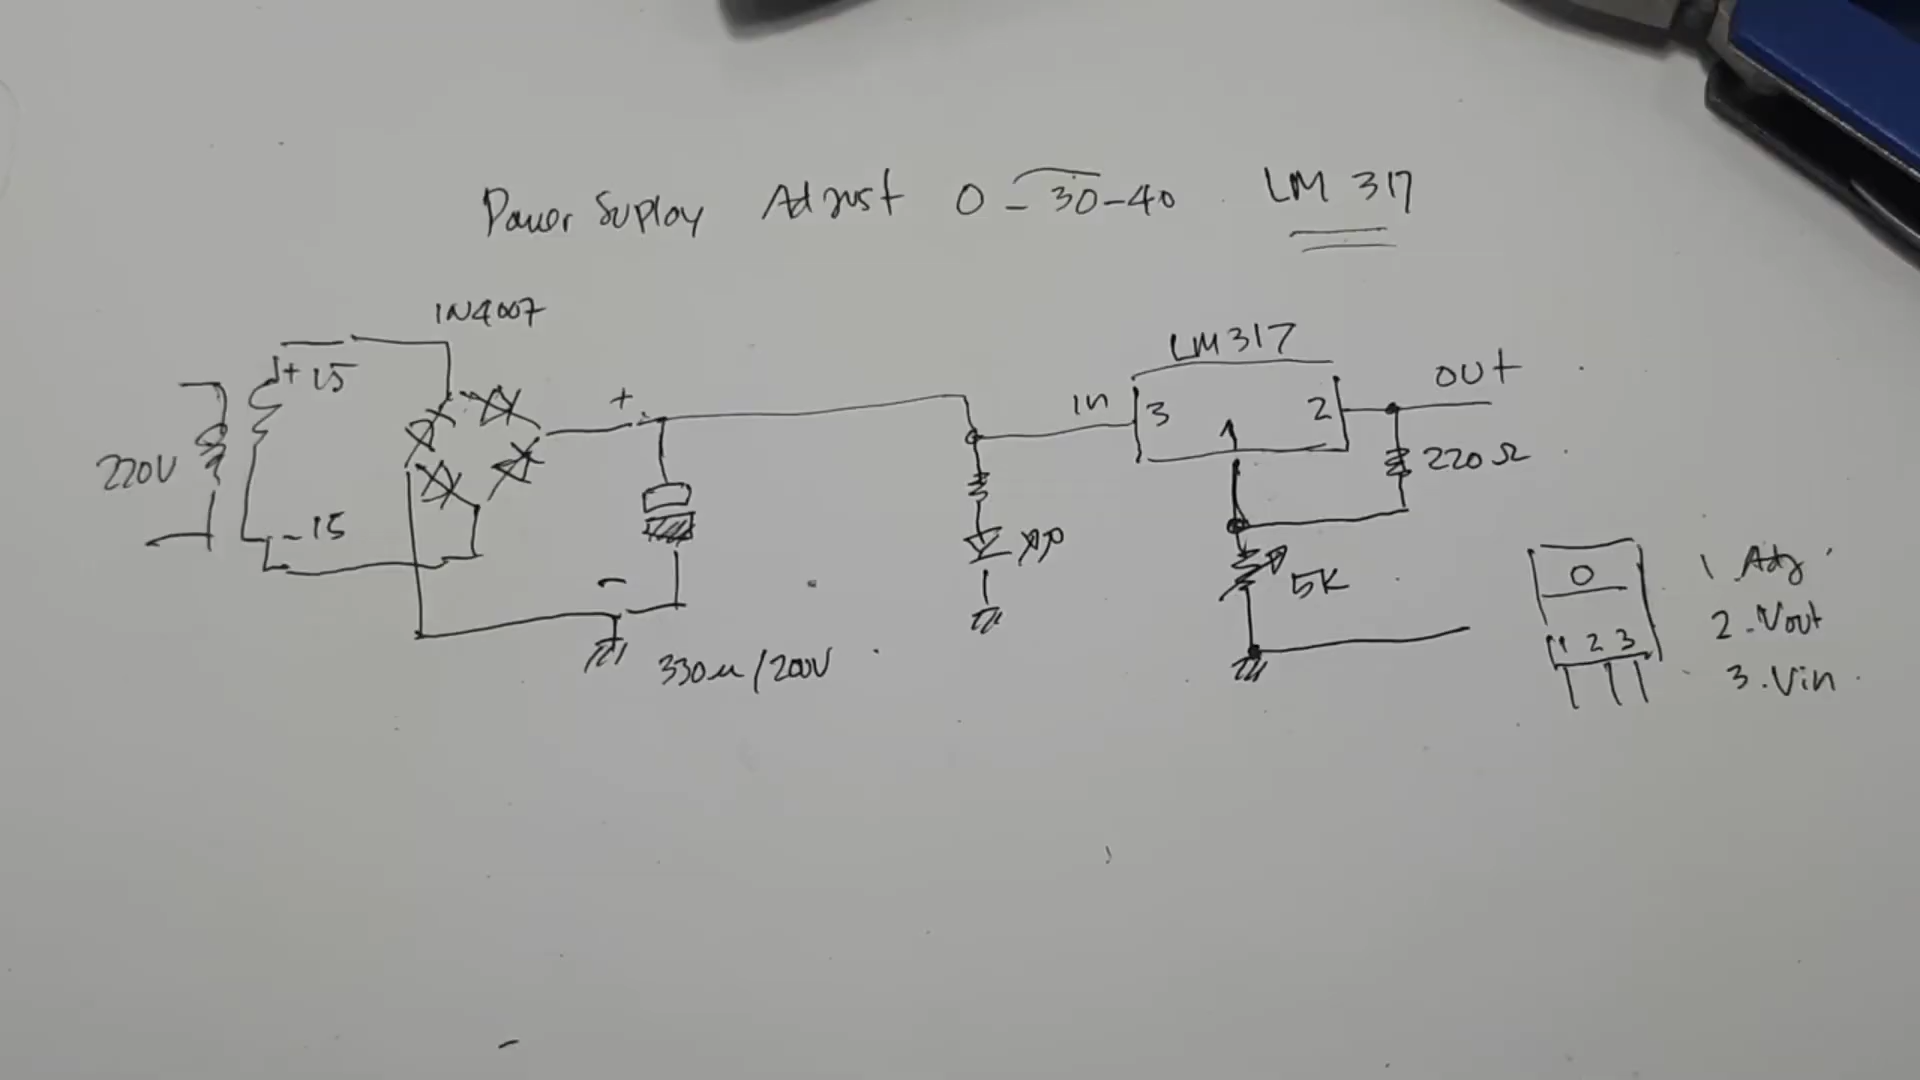 Power Suplay Adjust 0 - 30-40 LM 317
1N4007
LM317
+ 15
220V
- 15
+
-
330u/200V
in
3
1
2
out
220Ω
5K
0
1 2 3
1 Adj
2. Vout
3. Vin